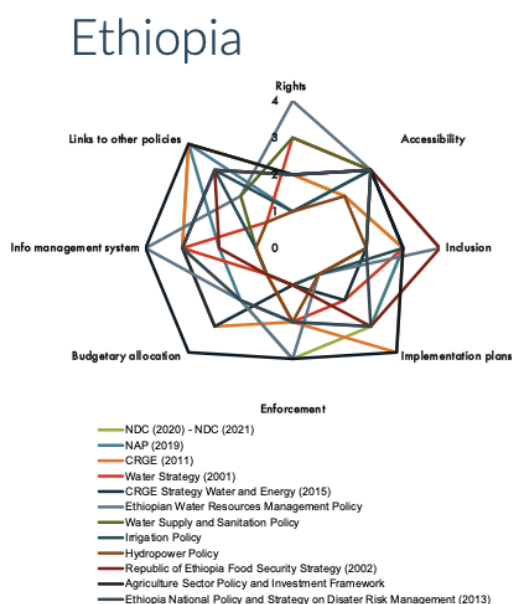 Ethiopia
Rights
4
Links to other policies
3
Accessibility
2
1
Info management system
0
Inclusion
Budgetary allocation
Implementation plans
Enforcement
NDC (2020) - NDC (2021)
NAP (2019)
CRGE (2011)
Water Strategy (2001)
CRGE Strategy Water and Energy (2015)
Ethiopian Water Resources Management Policy
Water Supply and Sanitation Policy
Irrigation Policy
Hydropower Policy
Republic of Ethiopia Food Security Strategy (2002)
Agriculture Sector Policy and Investment Framework
Ethiopia National Policy and Strategy on Disater Risk Management (2013)